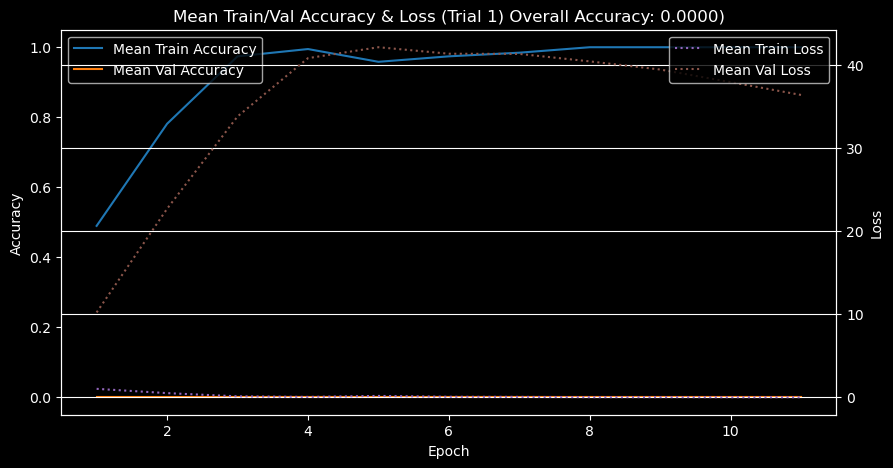 Mean Train/Val Accuracy & Loss (Trial 1) Overall Accuracy: 0.0000)
Mean Train Accuracy
Mean Val Accuracy
Mean Train Loss
Mean Val Loss
Accuracy
1.0
0.8
0.6
0.4
0.2
0.0
Loss
40
30
20
10
0
2 4 6 8 10
Epoch